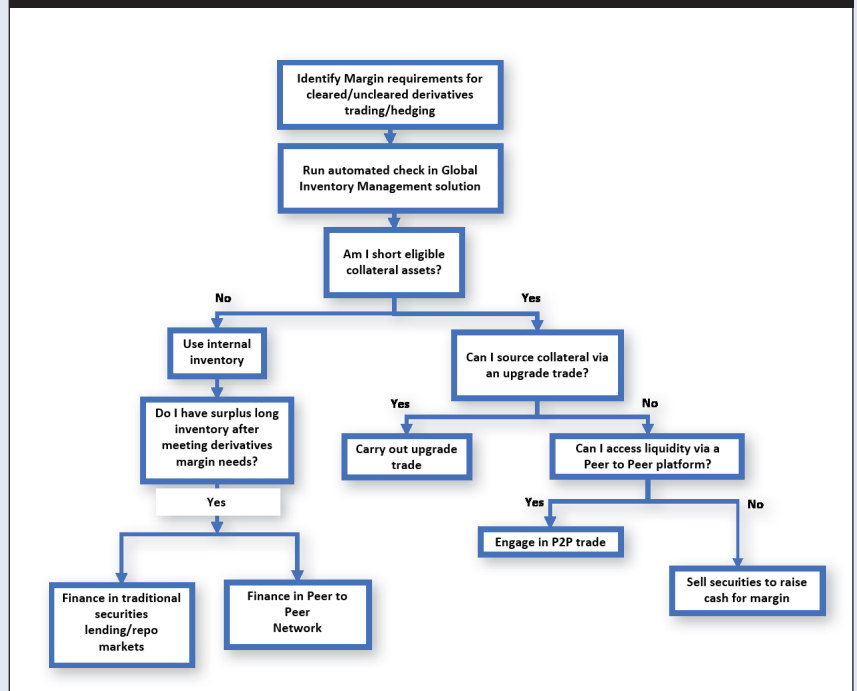 Identify Margin requirements for
cleared/uncleared derivatives
trading/hedging
Run automated check in Global
Inventory Management solution
Am I short eligible
collateral assets?
No
Yes
Use internal
inventory
Can I source collateral via
an upgrade trade?
Do I have surplus long
inventory after
meeting derivatives
margin needs?
Yes
No
Carry out upgrade
trade
Can I access liquidity via a
Peer to Peer platform?
Yes
Yes
No
Engage in P2P trade
Finance in traditional
securities
lending/repo
markets
Finance in Peer to
Peer
Network
Sell securities to raise
cash for margin